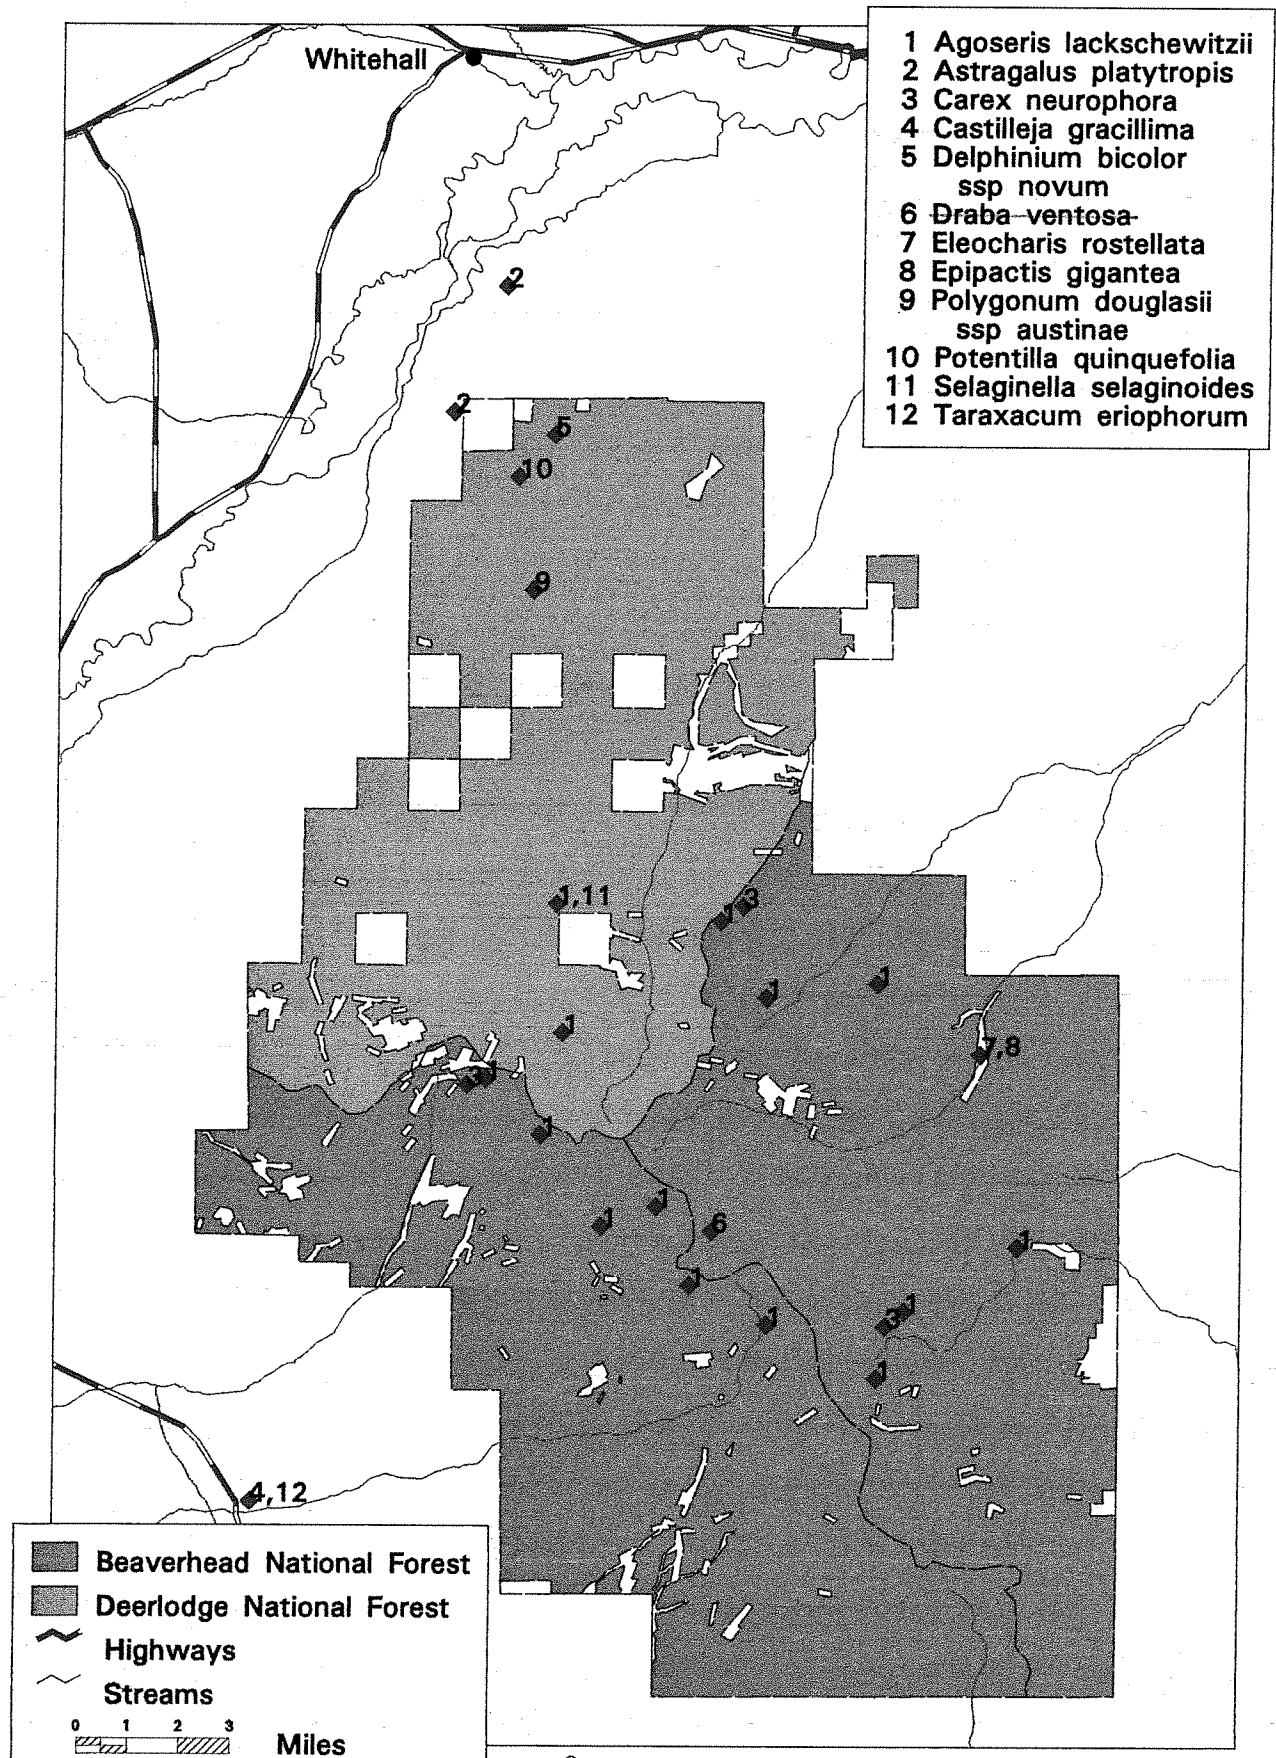 Whitehall
1 Agoseris lackschewitzii
2 Astragalus platytropis
3 Carex neurophora
4 Castilleja gracillima
5 Delphinium bicolor
ssp novum
6 Draba ventosa
7 Eleocharis rostellata
8 Epipactis gigantea
9 Polygonum douglasii
ssp austinae
10 Potentilla quinquefolia
11 Selaginella selaginoides
12 Taraxacum eriophorum
2
2
5
10
9
1,11
1 3
1
1
1
7,8
3 1
1
1
1
6
1
1
1
3 1
1
4,12
Beaverhead National Forest
Deerlodge National Forest
Highways
Streams
0 1 2 3
Miles